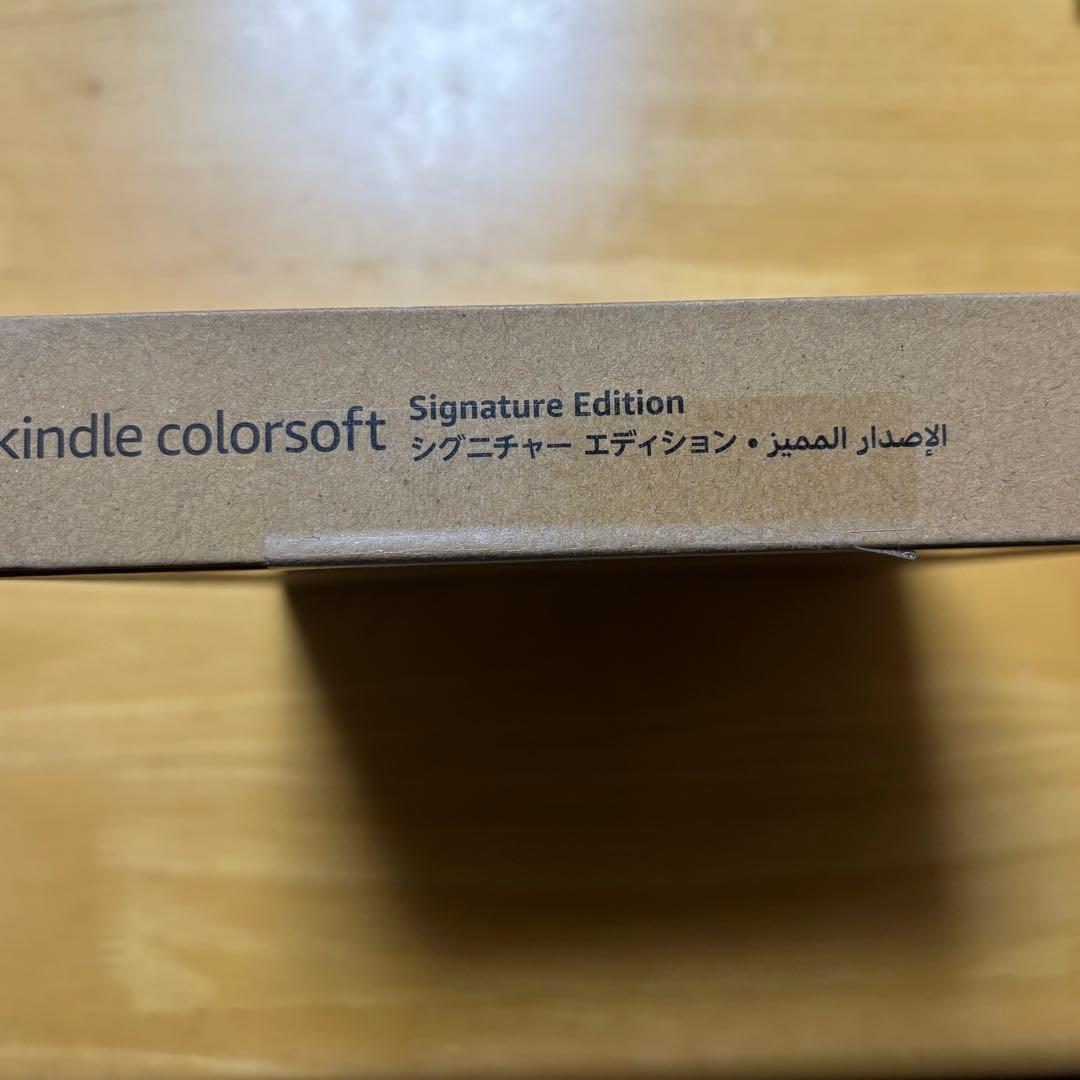 kindle colorsoft
Signature Edition
シグニチャー エディション • الإصدار المميز